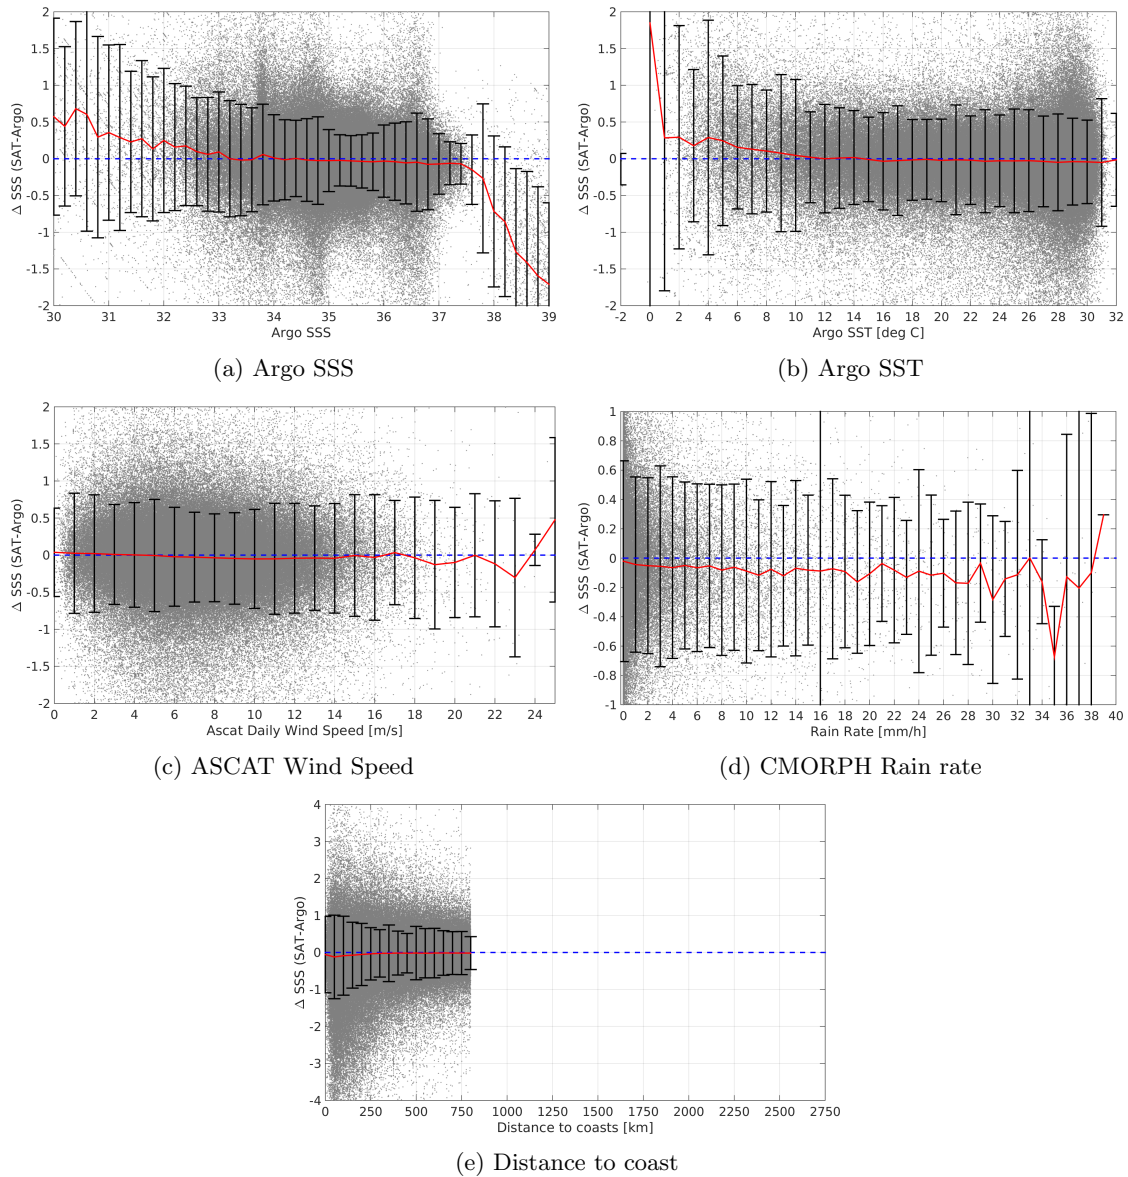 2
1.5
1
0.5
0
-0.5
-1
-1.5
-2
Δ SSS (SAT-Argo)
30 31 32 33 34 35 36 37 38 39
Argo SSS
(a) Argo SSS
2
1.5
1
0.5
0
-0.5
-1
-1.5
-2
Δ SSS (SAT-Argo)
-2 0 2 4 6 8 10 12 14 16 18 20 22 24 26 28 30 32
Argo SST [deg C]
(b) Argo SST
2
1.5
1
0.5
0
-0.5
-1
-1.5
-2
Δ SSS (SAT-Argo)
0 2 4 6 8 10 12 14 16 18 20 22 24
Ascat Daily Wind Speed [m/s]
(c) ASCAT Wind Speed
1
0.8
0.6
0.4
0.2
0
-0.2
-0.4
-0.6
-0.8
-1
Δ SSS (SAT-Argo)
0 2 4 6 8 10 12 14 16 18 20 22 24 26 28 30 32 34 36 38 40
Rain Rate [mm/h]
(d) CMORPH Rain rate
4
3
2
1
0
-1
-2
-3
-4
Δ SSS (SAT-Argo)
0 250 500 750 1000 1250 1500 1750 2000 2250 2500 2750
Distance to coasts [km]
(e) Distance to coast